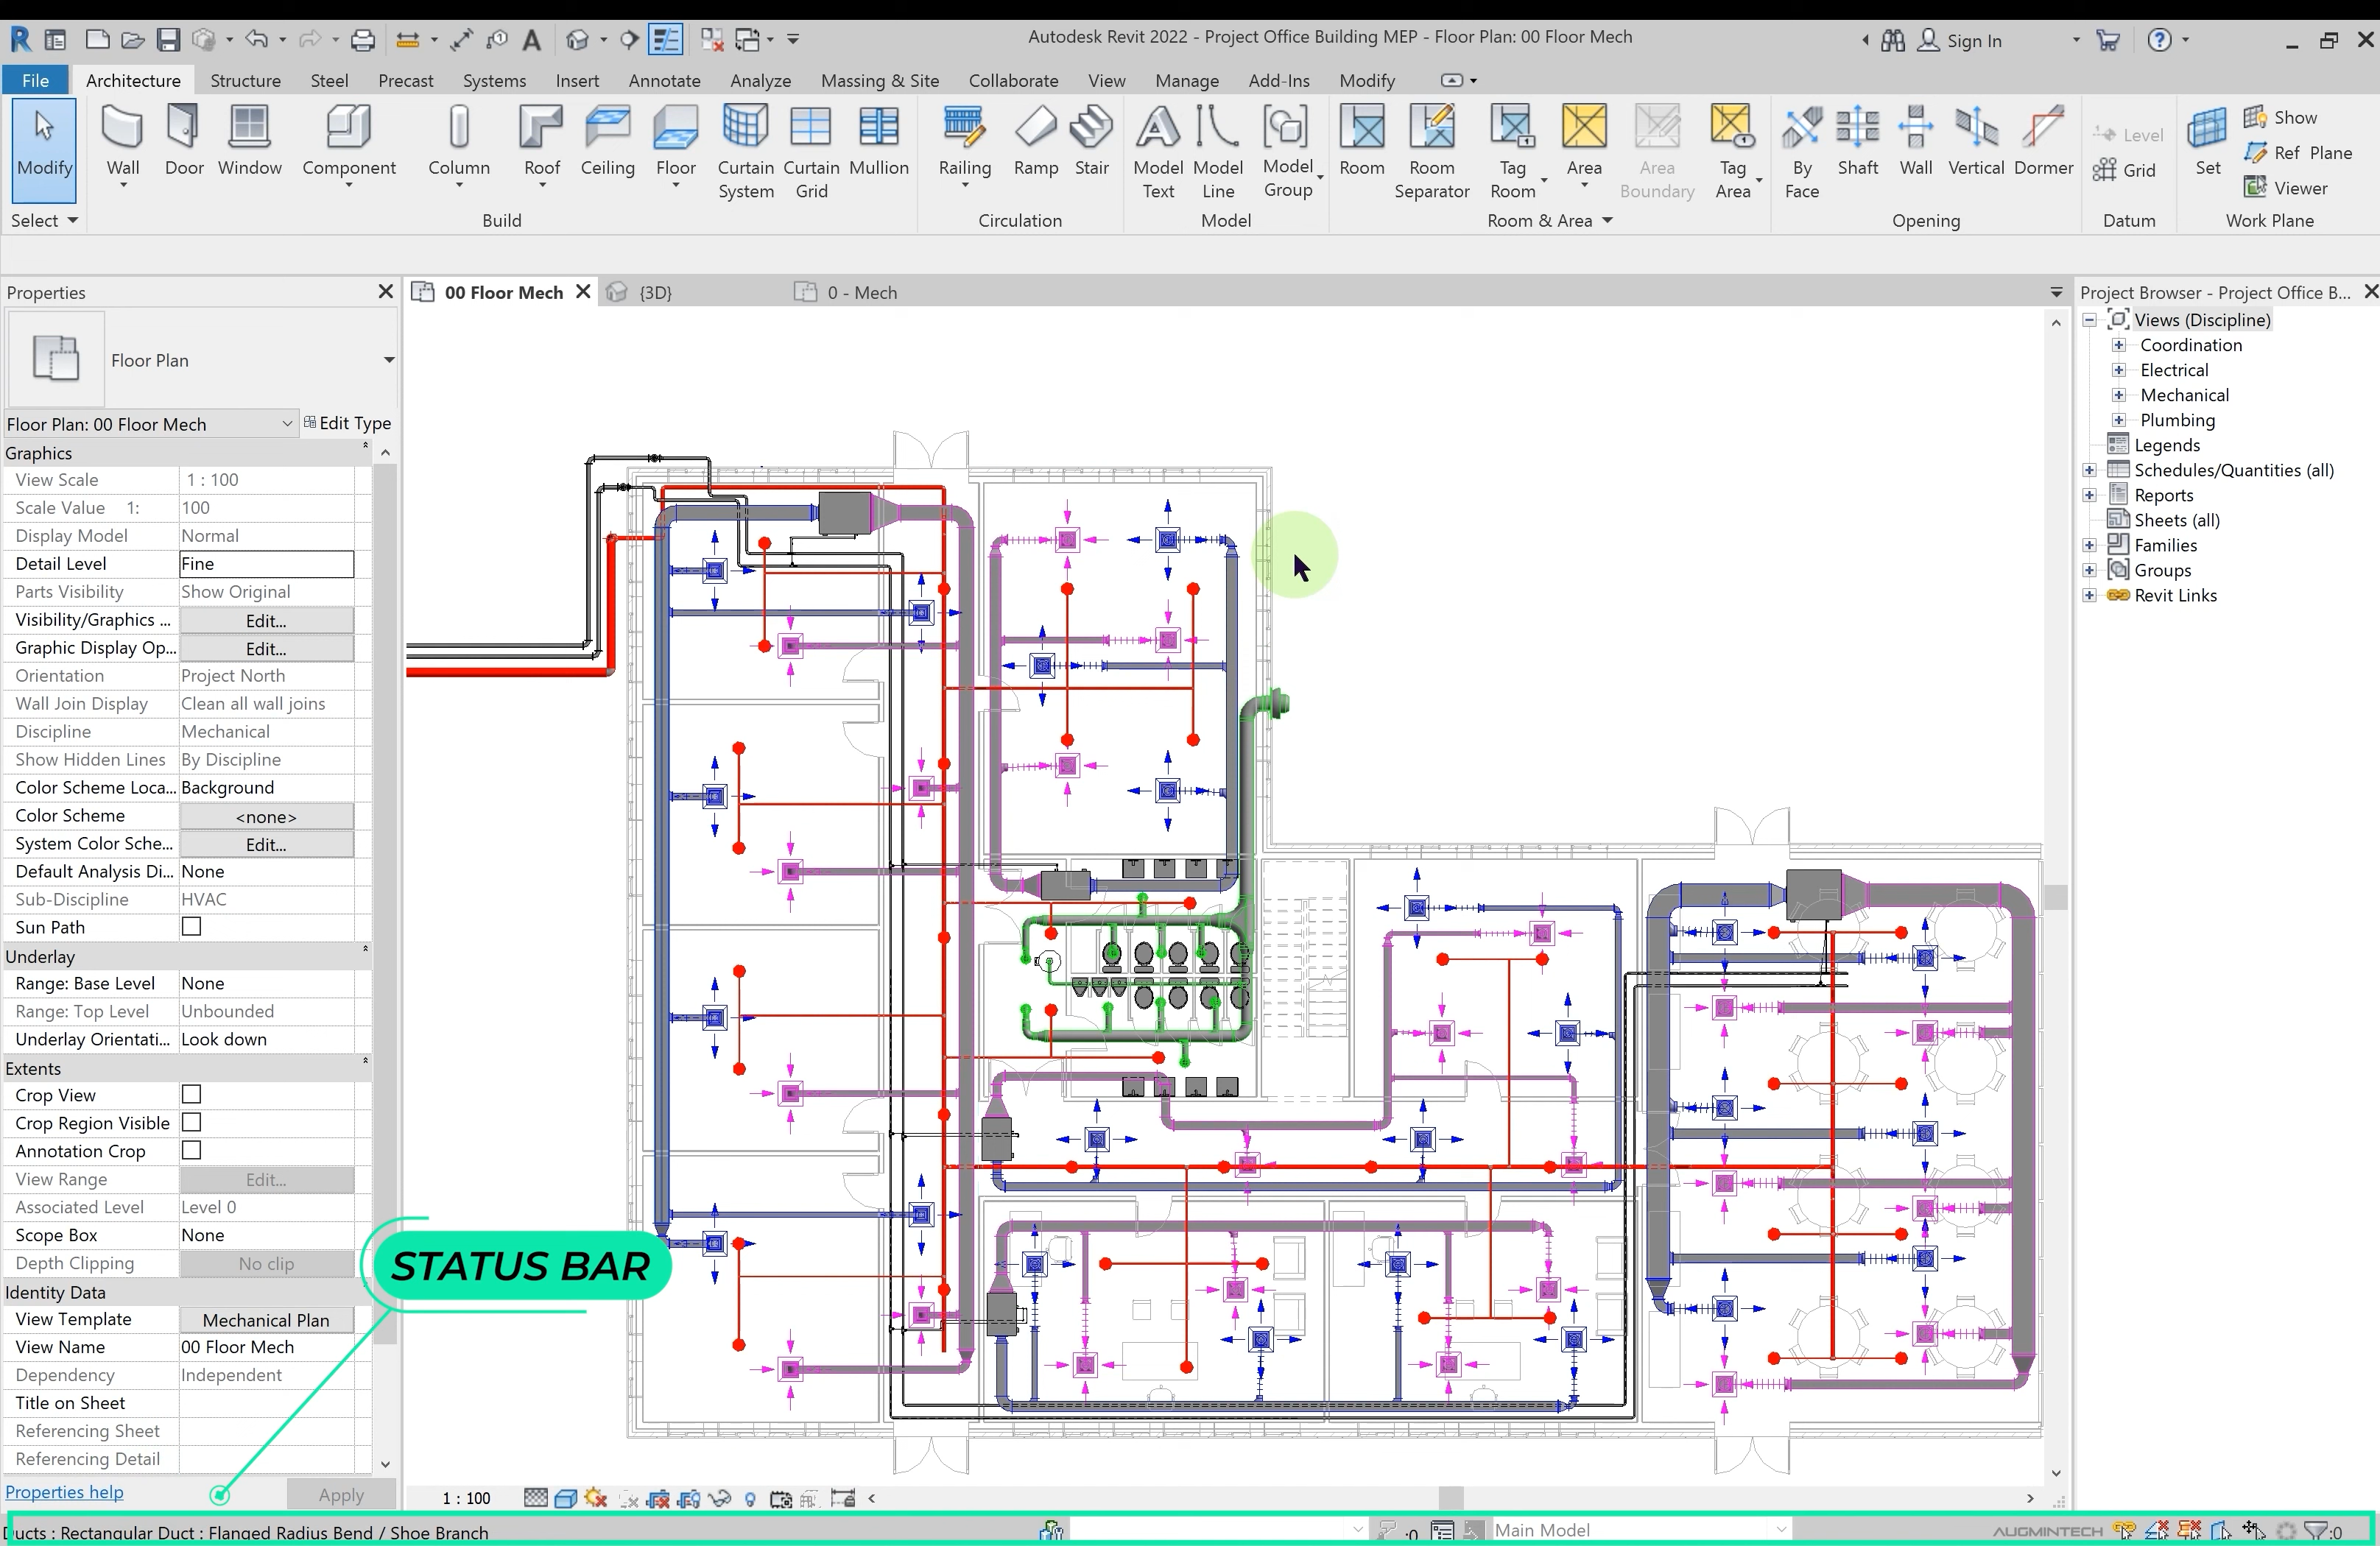 Autodesk Revit 2022 - Project Office Building MEP - Floor Plan: 00 Floor Mech
Sign In
File Architecture Structure Steel Precast Systems Insert Annotate Analyze Massing & Site Collaborate View Manage Add-Ins Modify
Modify
Wall
Door
Window
Component
Column
Roof
Ceiling
Floor
Curtain System
Curtain Grid
Mullion
Railing
Ramp
Stair
Model Text
Model Line
Model Group
Room
Room Separator
Tag Room
Area
Area Boundary
Tag Area
By Face
Shaft
Wall
Vertical
Dormer
Level
Grid
Set
Show
Ref Plane
Viewer
Select
Build
Circulation
Model
Room & Area
Opening
Datum
Work Plane
Properties
Floor Plan
Floor Plan: 00 Floor Mech
Edit Type
Graphics
View Scale 1 : 100
Scale Value 1: 100
Display Model Normal
Detail Level Fine
Parts Visibility Show Original
Visibility/Graphics ... Edit...
Graphic Display Op... Edit...
Orientation Project North
Wall Join Display Clean all wall joins
Discipline Mechanical
Show Hidden Lines By Discipline
Color Scheme Loca... Background
Color Scheme <none>
System Color Sche... Edit...
Default Analysis Di... None
Sub-Discipline HVAC
Sun Path
Underlay
Range: Base Level None
Range: Top Level Unbounded
Underlay Orientati... Look down
Extents
Crop View
Crop Region Visible
Annotation Crop
View Range Edit...
Associated Level Level 0
Scope Box None
Depth Clipping No clip
Identity Data
View Template Mechanical Plan
View Name 00 Floor Mech
Dependency Independent
Title on Sheet
Referencing Sheet
Referencing Detail
Properties help
Apply
00 Floor Mech
{3D}
0 - Mech
STATUS BAR
Project Browser - Project Office B...
Views (Discipline)
Coordination
Electrical
Mechanical
Plumbing
Legends
Schedules/Quantities (all)
Reports
Sheets (all)
Families
Groups
Revit Links
1 : 100
Ducts : Rectangular Duct : Flanged Radius Bend / Shoe Branch
:0
Main Model
AUGMINTECH
:0